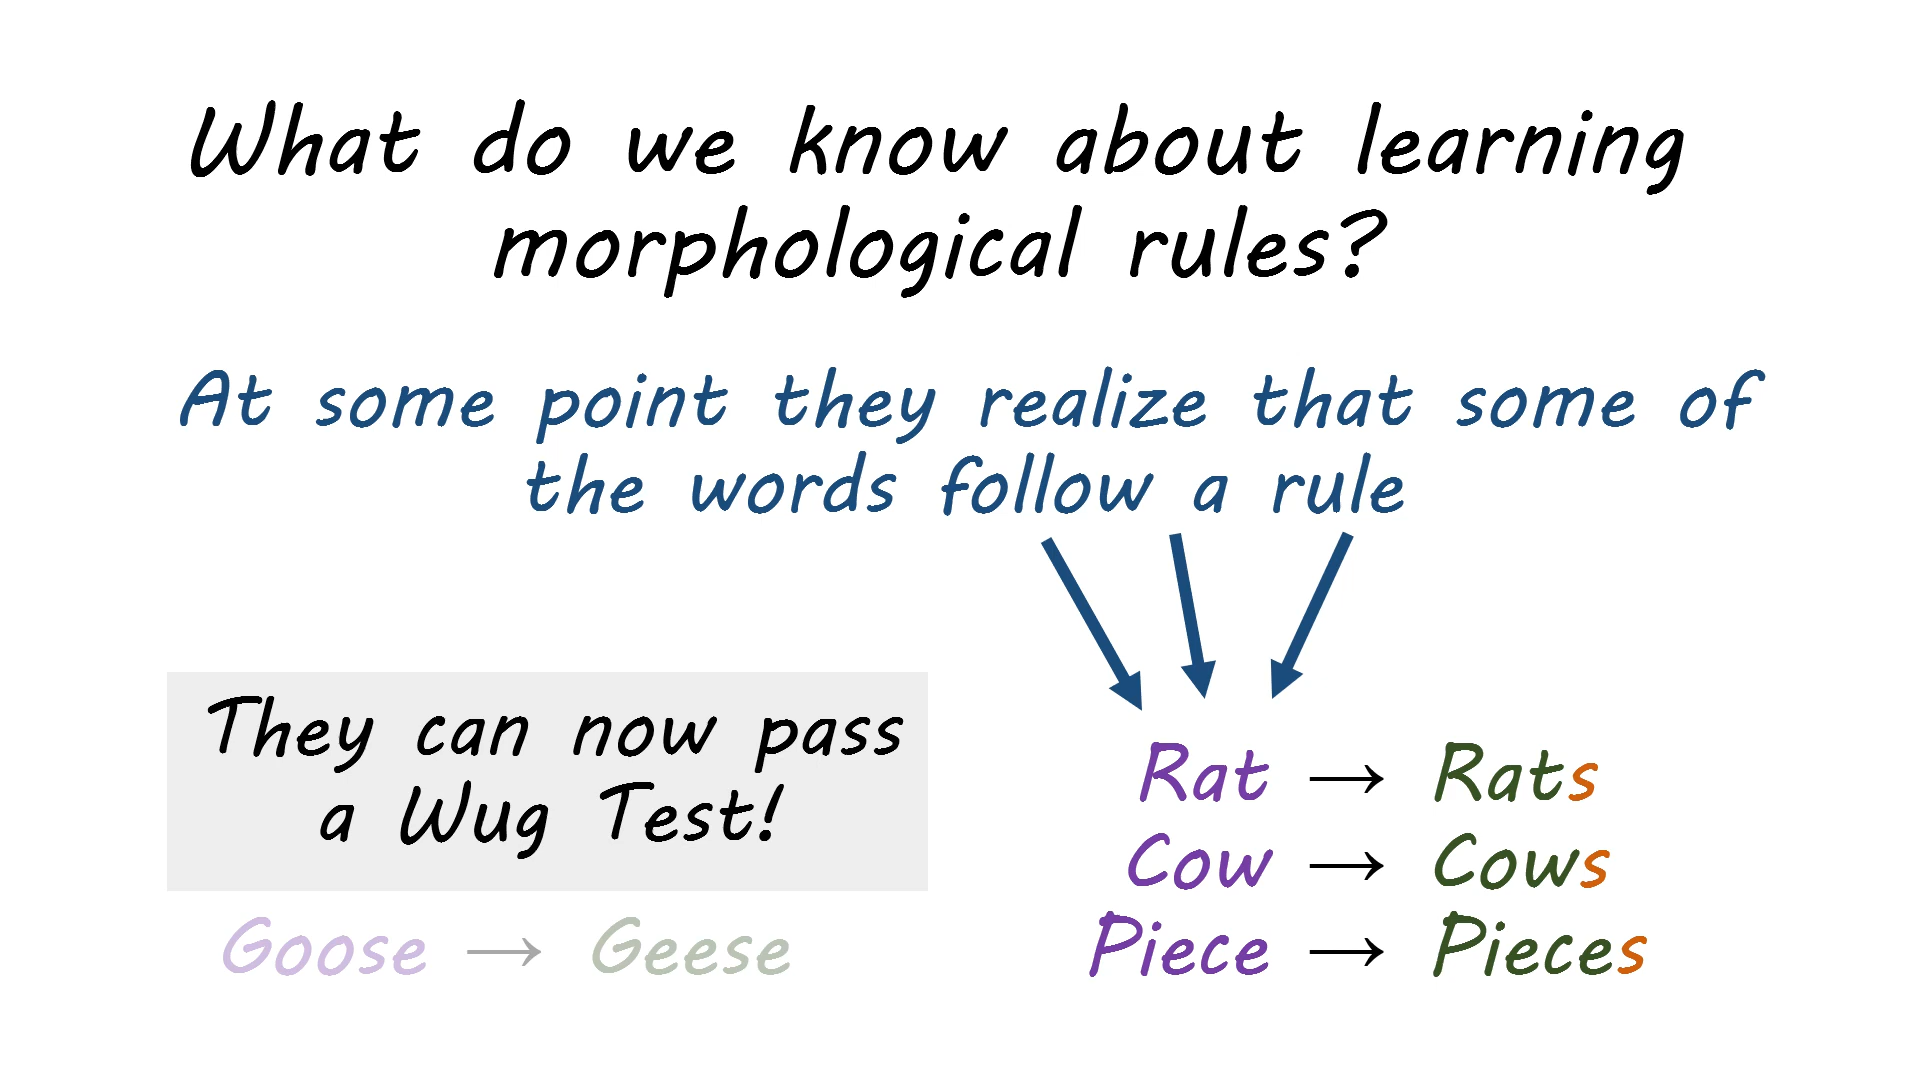 What do we know about learning
morphological rules?
At some point they realize that some of
the words follow a rule
They can now pass
a Wug Test!
Goose → Geese
Rat → Rats
Cow → Cows
Piece → Pieces